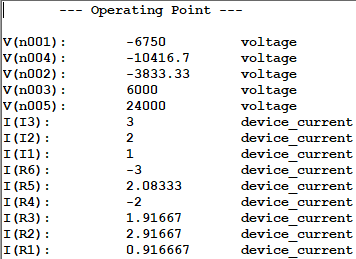 --- Operating Point ---
V(n001): -6750 voltage
V(n004): -10416.7 voltage
V(n002): -3833.33 voltage
V(n003): 6000 voltage
V(n005): 24000 voltage
I(I3): 3 device_current
I(I2): 2 device_current
I(I1): 1 device_current
I(R6): -3 device_current
I(R5): 2.08333 device_current
I(R4): -2 device_current
I(R3): 1.91667 device_current
I(R2): 2.91667 device_current
I(R1): 0.916667 device_current